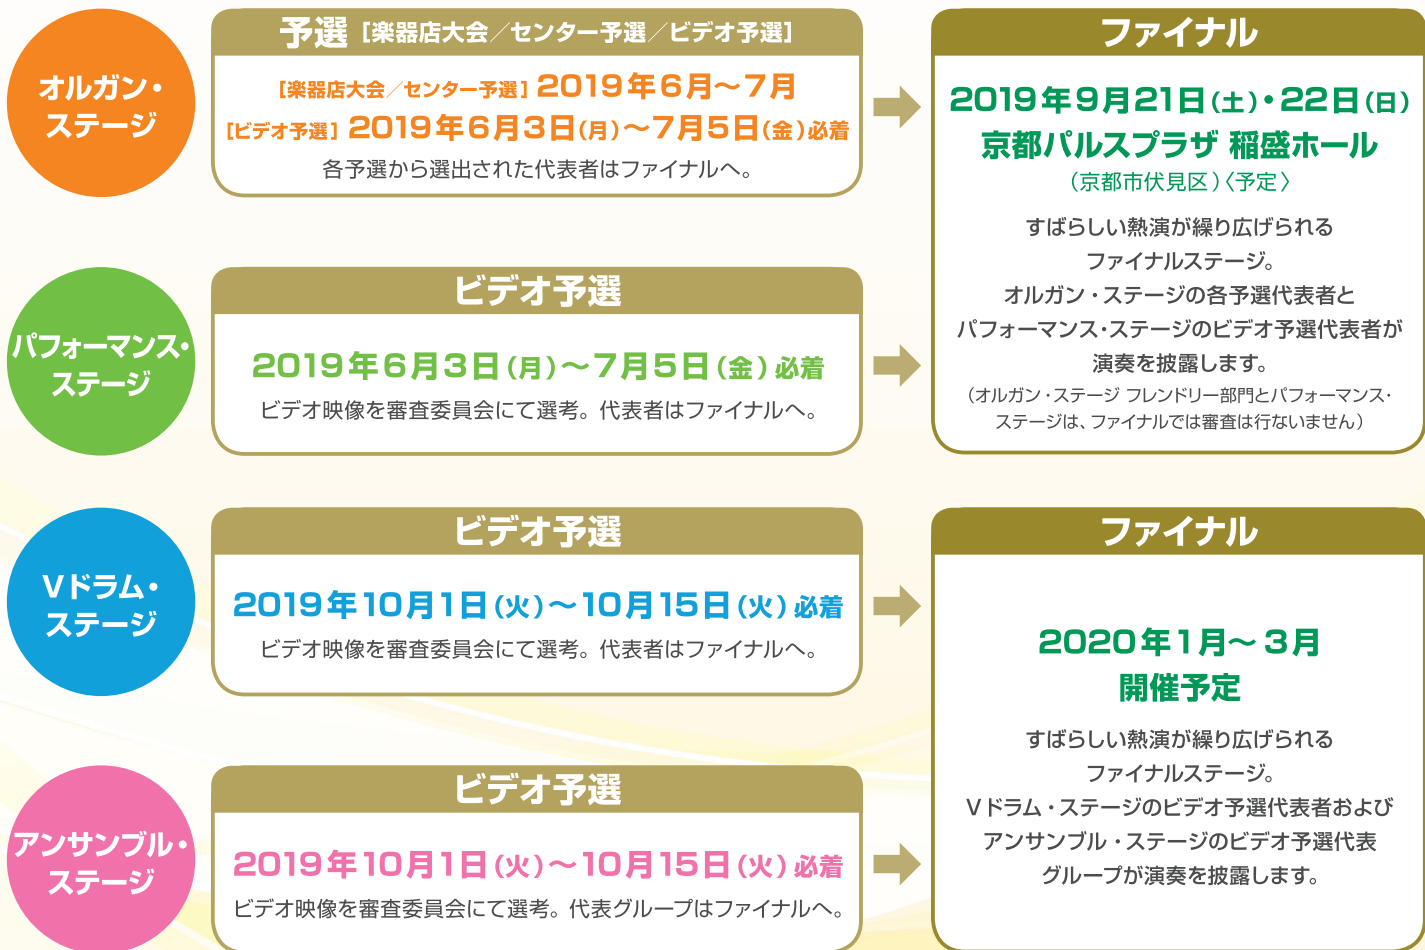 オルガン・
ステージ
予選 [楽器店大会／センター予選／ビデオ予選]
[楽器店大会／センター予選] 2019年6月～7月
[ビデオ予選] 2019年6月3日(月)～7月5日(金)必着
各予選から選出された代表者はファイナルへ。
パフォーマンス・
ステージ
ビデオ予選
2019年6月3日(月)～7月5日(金)必着
ビデオ映像を審査委員会にて選考。代表者はファイナルへ。
ファイナル
2019年9月21日(土)・22日(日)
京都パルスプラザ 稲盛ホール
（京都市伏見区）〈予定〉
すばらしい熱演が繰り広げられる
ファイナルステージ。
オルガン・ステージの各予選代表者と
パフォーマンス・ステージのビデオ予選代表者が
演奏を披露します。
（オルガン・ステージ フレンドリー部門とパフォーマンス・
ステージは、ファイナルでは審査は行ないません）
Vドラム・
ステージ
ビデオ予選
2019年10月1日(火)～10月15日(火)必着
ビデオ映像を審査委員会にて選考。代表者はファイナルへ。
アンサンブル・
ステージ
ビデオ予選
2019年10月1日(火)～10月15日(火)必着
ビデオ映像を審査委員会にて選考。代表グループはファイナルへ。
ファイナル
2020年1月～3月
開催予定
すばらしい熱演が繰り広げられる
ファイナルステージ。
Vドラム・ステージのビデオ予選代表者および
アンサンブル・ステージのビデオ予選代表
グループが演奏を披露します。